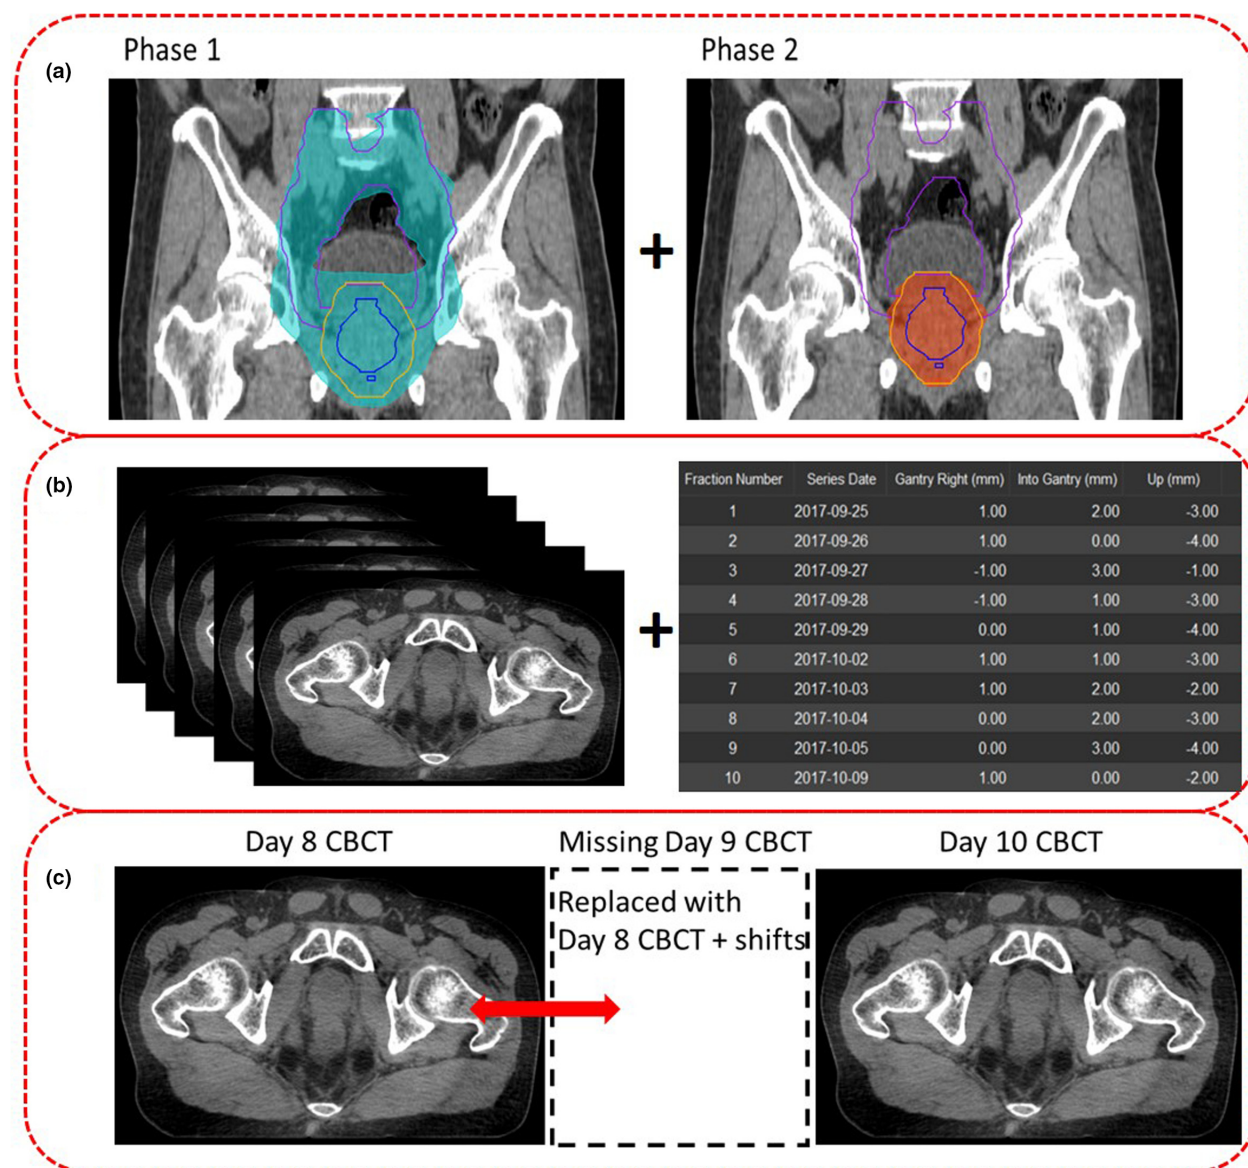 (a)
Phase 1
Phase 2
+
(b)
+
Fraction Number Series Date Gantry Right (mm) Into Gantry (mm) Up (mm)
1 2017-09-25 1.00 2.00 -3.00
2 2017-09-26 1.00 0.00 -4.00
3 2017-09-27 -1.00 3.00 -1.00
4 2017-09-28 -1.00 1.00 -3.00
5 2017-09-29 0.00 1.00 -4.00
6 2017-10-02 1.00 1.00 -3.00
7 2017-10-03 1.00 2.00 -2.00
8 2017-10-04 0.00 2.00 -3.00
9 2017-10-05 0.00 3.00 -4.00
10 2017-10-09 1.00 0.00 -2.00
(c)
Day 8 CBCT
Missing Day 9 CBCT
Replaced with
Day 8 CBCT + shifts
Day 10 CBCT